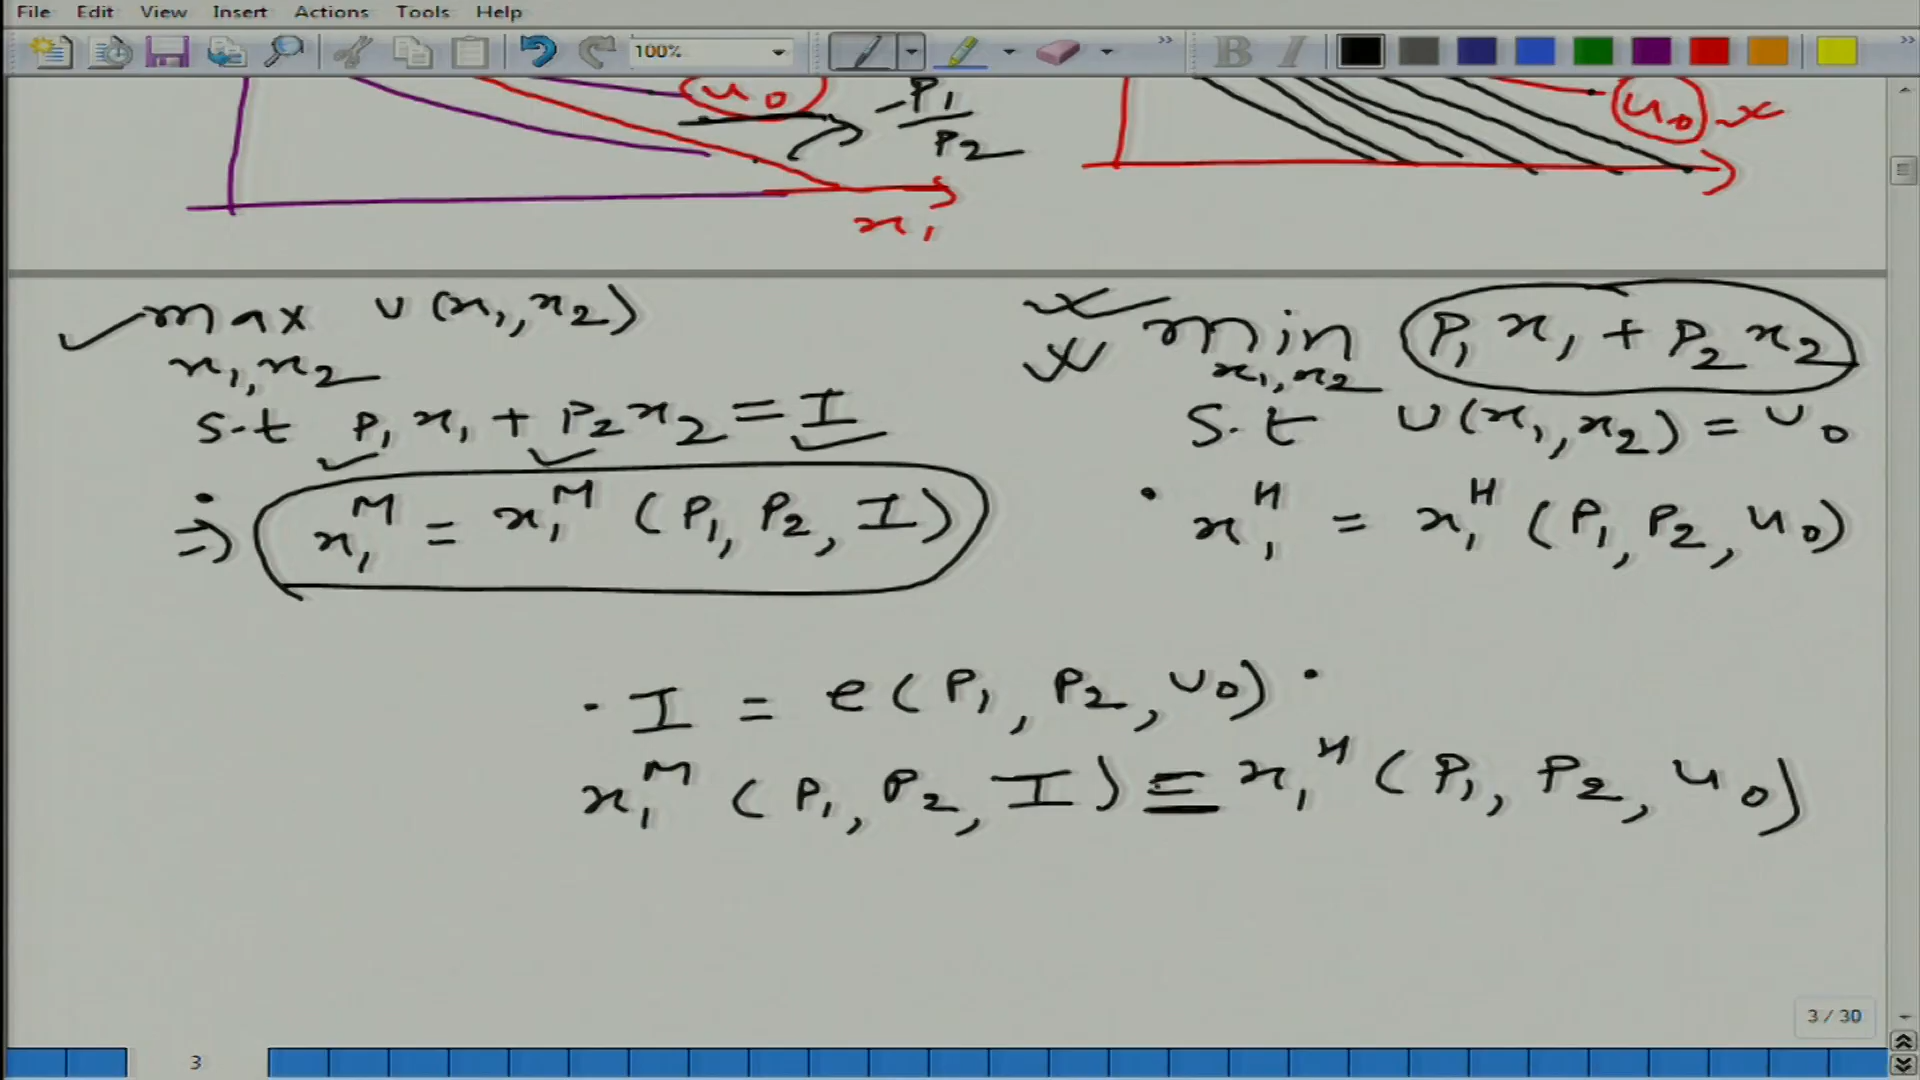 File Edit View Insert Actions Tools Help
100%
B I
u0
-P1/P2
x1
u0 x
max U(x1,x2)
x1,x2
S.t P1x1 + P2x2 = I
⇒ x1^M = x1^M (P1, P2, I)
min P1x1 + P2x2
x1,x2
S.t U(x1,x2) = U0
x1^H = x1^H (P1, P2, u0)
I = e(P1, P2, U0)
x1^M (P1, P2, I) ≡ x1^H (P1, P2, u0)
3 / 30
3